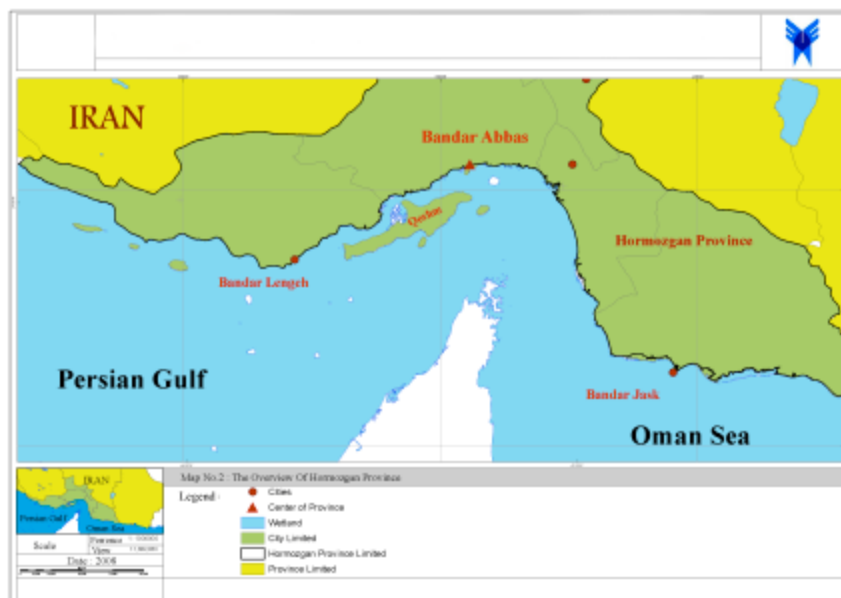 IRAN
Bandar Abbas
Qeshm
Hormozgan Province
Bandar Lengeh
Persian Gulf
Bandar Jask
Oman Sea
Map No.2 : The Overview Of Hormozgan Province
Legend :
Cities
Center of Province
Wetland
City Limited
Hormozgan Province Limited
Province Limited
IRAN
Persian Gulf
Oman Sea
Scale
View
Date : 2008